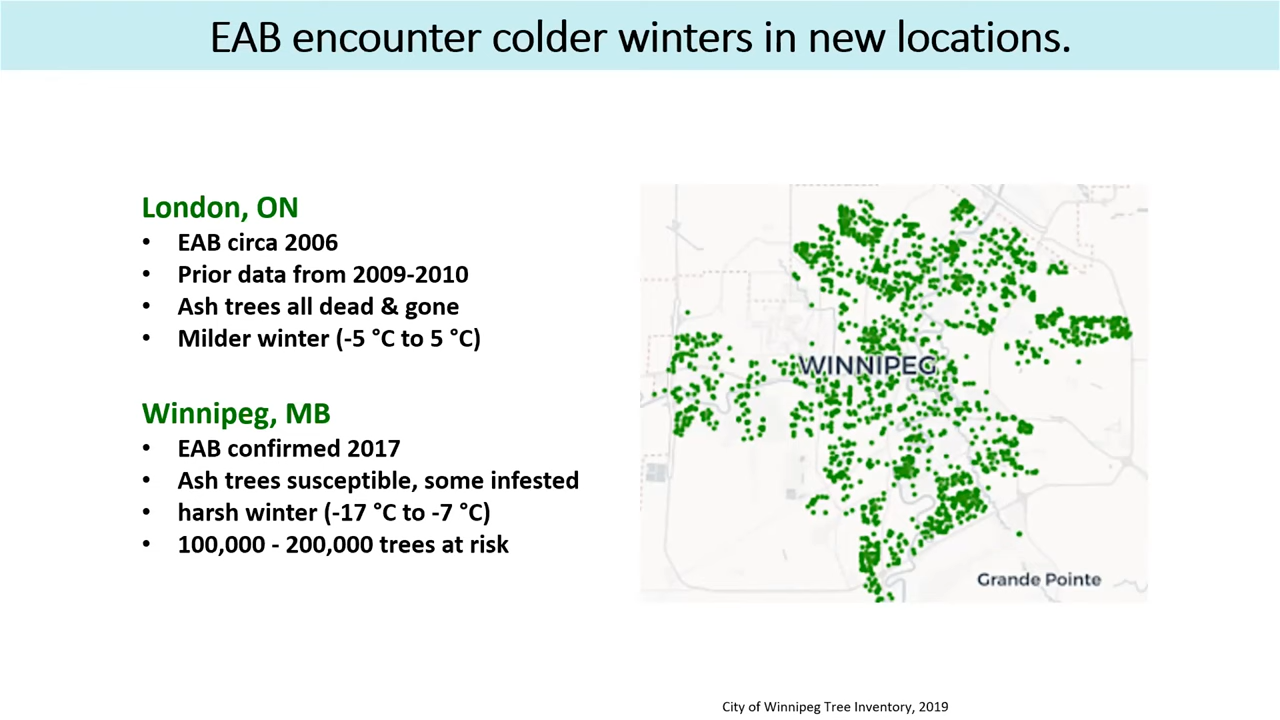 EAB encounter colder winters in new locations.
London, ON
• EAB circa 2006
• Prior data from 2009-2010
• Ash trees all dead & gone
• Milder winter (-5 °C to 5 °C)
Winnipeg, MB
• EAB confirmed 2017
• Ash trees susceptible, some infested
• harsh winter (-17 °C to -7 °C)
• 100,000 - 200,000 trees at risk
WINNIPEG
Grande Pointe
City of Winnipeg Tree Inventory, 2019